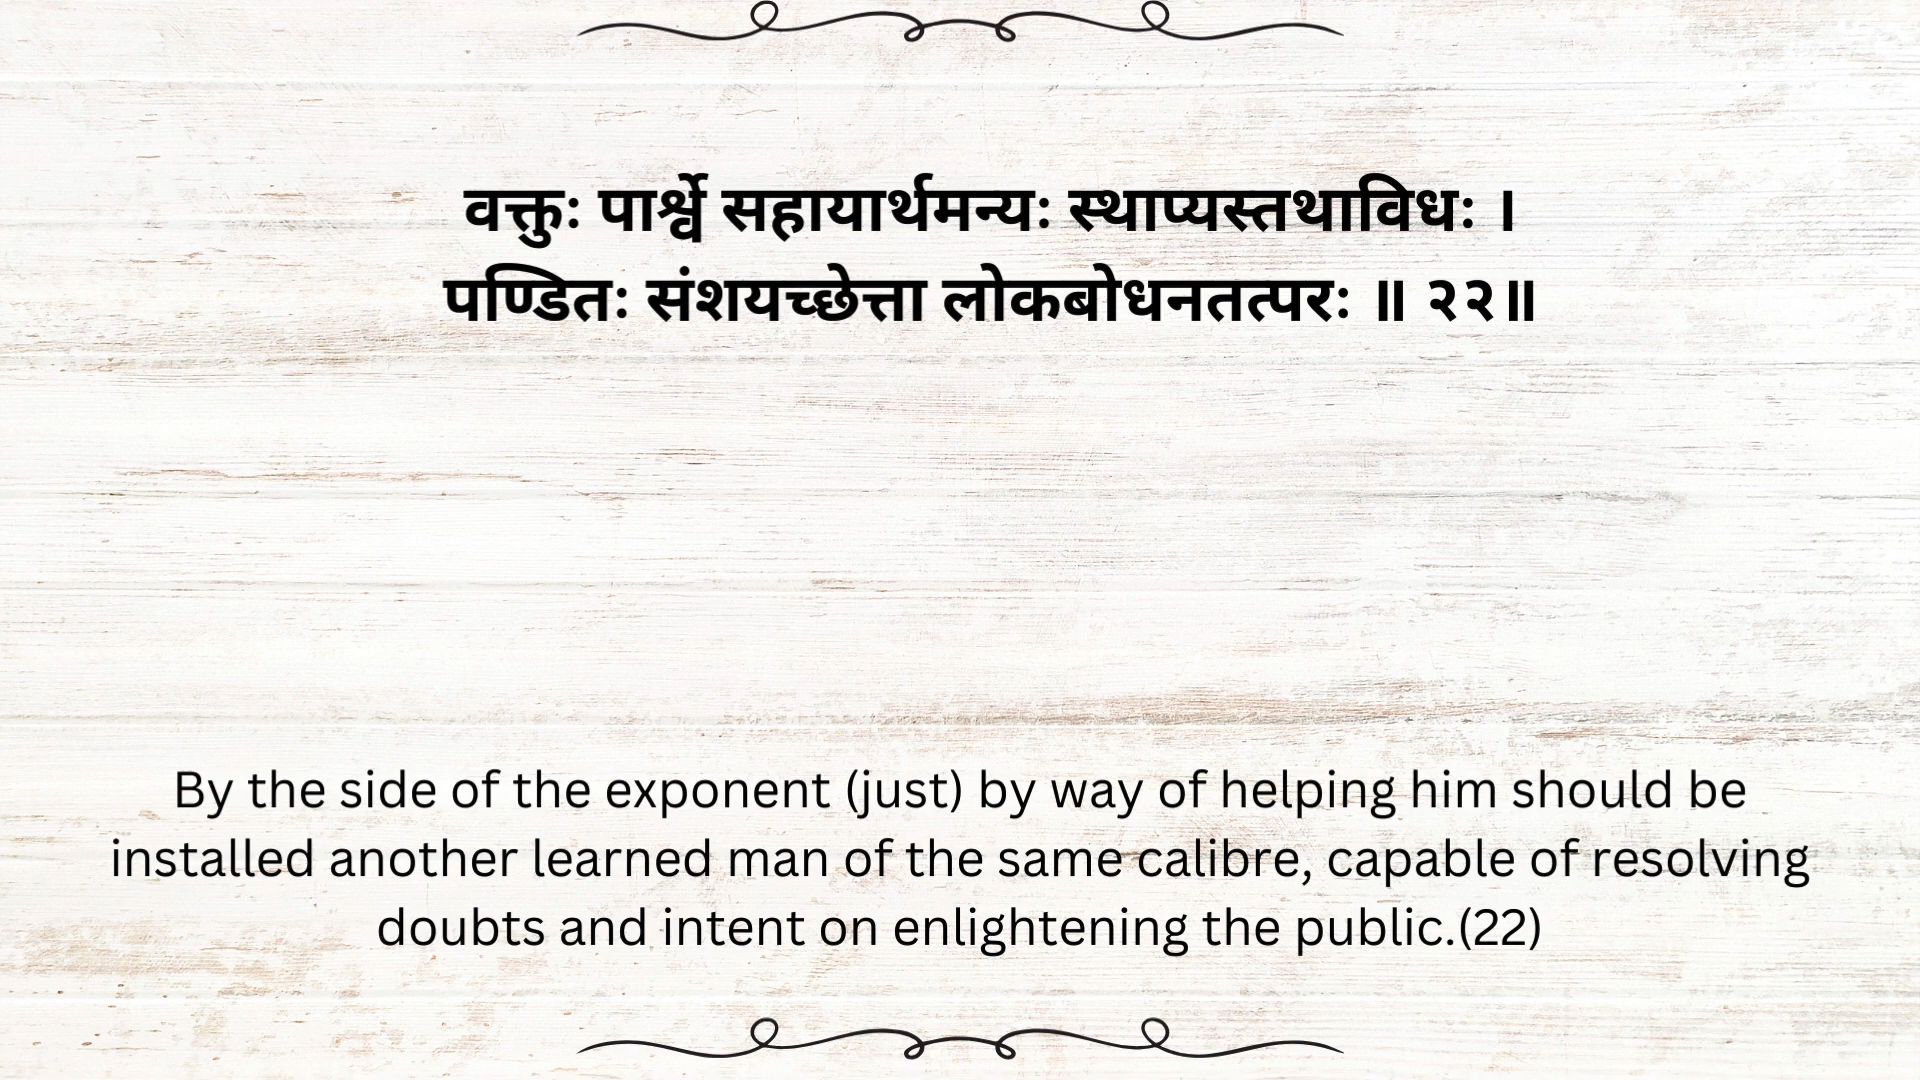 वक्तुः पार्श्वे सहायार्थमन्यः स्थाप्यस्तथाविधः ।
पण्डितः संशयच्छेत्ता लोकबोधनतत्परः ॥ २२॥
By the side of the exponent (just) by way of helping him should be
installed another learned man of the same calibre, capable of resolving
doubts and intent on enlightening the public.(22)